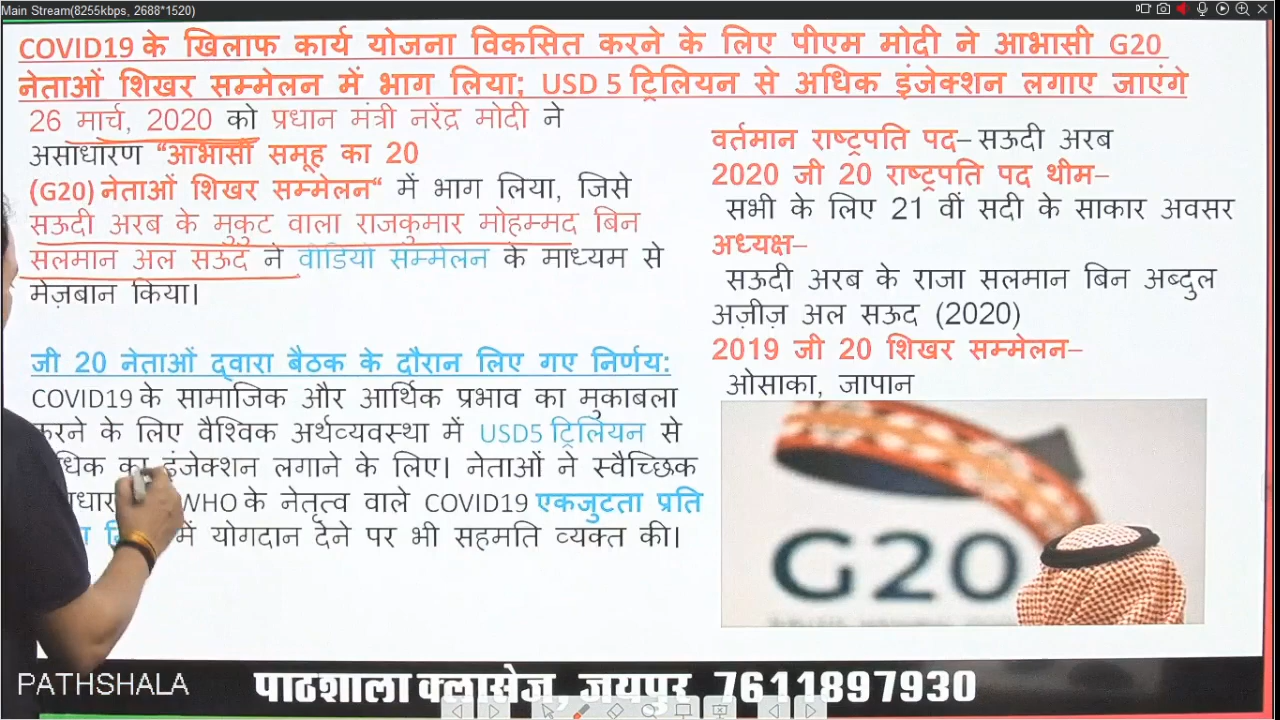 Main Stream(8255kbps, 2688*1520)
COVID19 के खिलाफ कार्य योजना विकसित करने के लिए पीएम मोदी ने आभासी G20
नेताओं शिखर सम्मेलन में भाग लिया; USD 5 ट्रिलियन से अधिक इंजेक्शन लगाए जाएंगे
26 मार्च, 2020 को प्रधान मंत्री नरेंद्र मोदी ने
असाधारण “आभासी समूह का 20
(G20) नेताओं शिखर सम्मेलन“ में भाग लिया, जिसे
सऊदी अरब के मुकुट वाला राजकुमार मोहम्मद बिन
सलमान अल सऊद ने वीडियो सम्मेलन के माध्यम से
मेज़बान किया।
जी 20 नेताओं द्वारा बैठक के दौरान लिए गए निर्णय:
COVID19 के सामाजिक और आर्थिक प्रभाव का मुकाबला
करने के लिए वैश्विक अर्थव्यवस्था में USD5 ट्रिलियन से
का इंजेक्शन लगाने के लिए। नेताओं ने स्वैच्छिक
WHO के नेतृत्व वाले COVID19 एकजुटता प्रति
में योगदान देने पर भी सहमति व्यक्त की।
वर्तमान राष्ट्रपति पद– सऊदी अरब
2020 जी 20 राष्ट्रपति पद थीम–
सभी के लिए 21 वीं सदी के साकार अवसर
अध्यक्ष–
सऊदी अरब के राजा सलमान बिन अब्दुल
अज़ीज़ अल सऊद (2020)
2019 जी 20 शिखर सम्मेलन–
ओसाका, जापान
G20
PATHSHALA
पाठशाला क्लासेज, जयपुर 7611897930